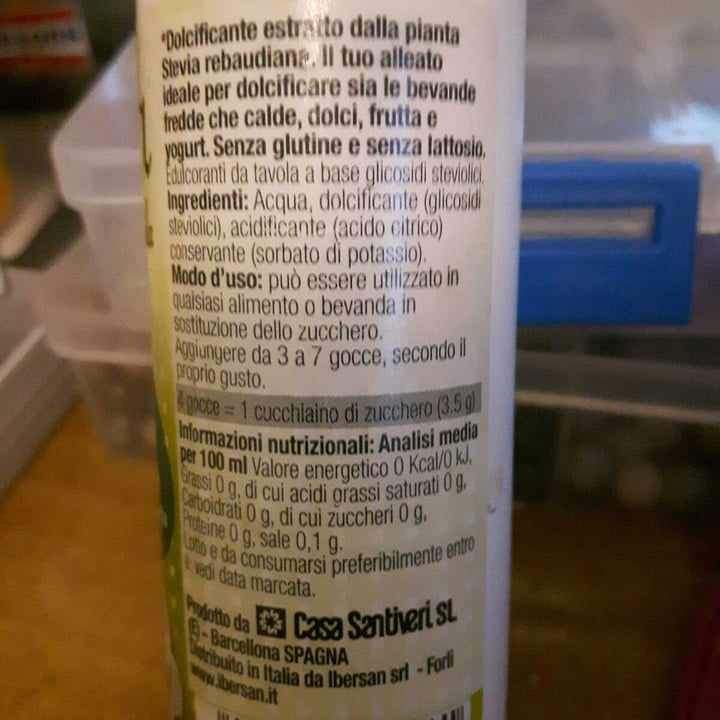 *Dolcificante estratto dalla pianta
Stevia rebaudiana. Il tuo alleato
ideale per dolcificare sia le bevande
fredde che calde, dolci, frutta e
yogurt. Senza glutine e senza lattosio.
Edulcoranti da tavola a base glicosidi steviolici.
Ingredienti: Acqua, dolcificante (glicosidi
steviolici), acidificante (acido citrico)
conservante (sorbato di potassio).
Modo d'uso: può essere utilizzato in
qualsiasi alimento o bevanda in
sostituzione dello zucchero.
Aggiungere da 3 a 7 gocce, secondo il
proprio gusto.
4 gocce = 1 cucchiaino di zucchero (3.5 g)
Informazioni nutrizionali: Analisi media
per 100 ml Valore energetico 0 Kcal/0 kJ,
Grassi 0 g, di cui acidi grassi saturati 0 g,
Carboidrati 0 g, di cui zuccheri 0 g,
Proteine 0 g, sale 0,1 g.
Lotto e da consumarsi preferibilmente entro
il: vedi data marcata.
Prodotto da Casa Santiveri SL
(E) - Barcellona SPAGNA
Distribuito in Italia da Ibersan srl - Forlì
www.ibersan.it